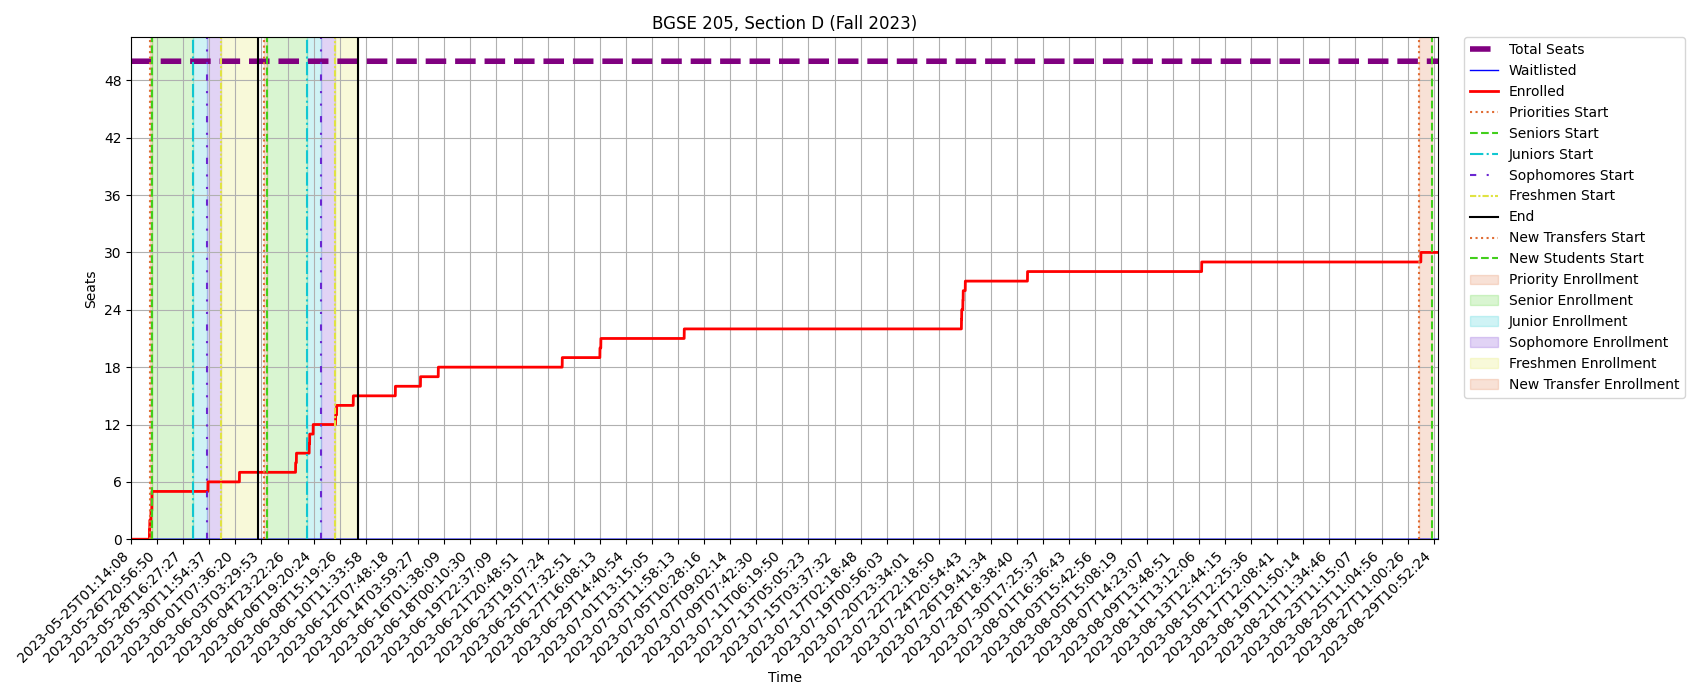 BGSE 205, Section D (Fall 2023)
Seats
48
42
36
30
24
18
12
6
0
2023-05-25T01:14:08
2023-05-26T20:56:50
2023-05-28T16:27:27
2023-05-30T11:54:37
2023-06-01T07:36:20
2023-06-03T03:29:53
2023-06-04T23:22:26
2023-06-06T19:20:24
2023-06-08T15:19:26
2023-06-10T11:33:58
2023-06-12T07:48:18
2023-06-14T03:59:27
2023-06-16T01:38:09
2023-06-18T00:10:30
2023-06-19T22:37:09
2023-06-21T20:48:51
2023-06-23T19:07:24
2023-06-25T17:32:51
2023-06-27T16:08:13
2023-06-29T14:40:54
2023-07-01T13:15:05
2023-07-03T11:58:13
2023-07-05T10:28:16
2023-07-07T09:02:14
2023-07-09T07:42:30
2023-07-11T06:19:50
2023-07-13T05:05:23
2023-07-15T03:37:32
2023-07-17T02:18:48
2023-07-19T00:56:03
2023-07-20T23:34:01
2023-07-22T22:18:50
2023-07-24T20:54:43
2023-07-26T19:41:34
2023-07-28T18:38:40
2023-07-30T17:25:37
2023-08-01T16:36:43
2023-08-03T15:42:56
2023-08-05T15:08:19
2023-08-07T14:23:07
2023-08-09T13:48:51
2023-08-11T13:12:06
2023-08-13T12:44:15
2023-08-15T12:25:36
2023-08-17T12:08:41
2023-08-19T11:50:14
2023-08-21T11:34:46
2023-08-23T11:15:07
2023-08-25T11:04:56
2023-08-27T11:00:26
2023-08-29T10:52:24
Time
Total Seats
Waitlisted
Enrolled
Priorities Start
Seniors Start
Juniors Start
Sophomores Start
Freshmen Start
End
New Transfers Start
New Students Start
Priority Enrollment
Senior Enrollment
Junior Enrollment
Sophomore Enrollment
Freshmen Enrollment
New Transfer Enrollment